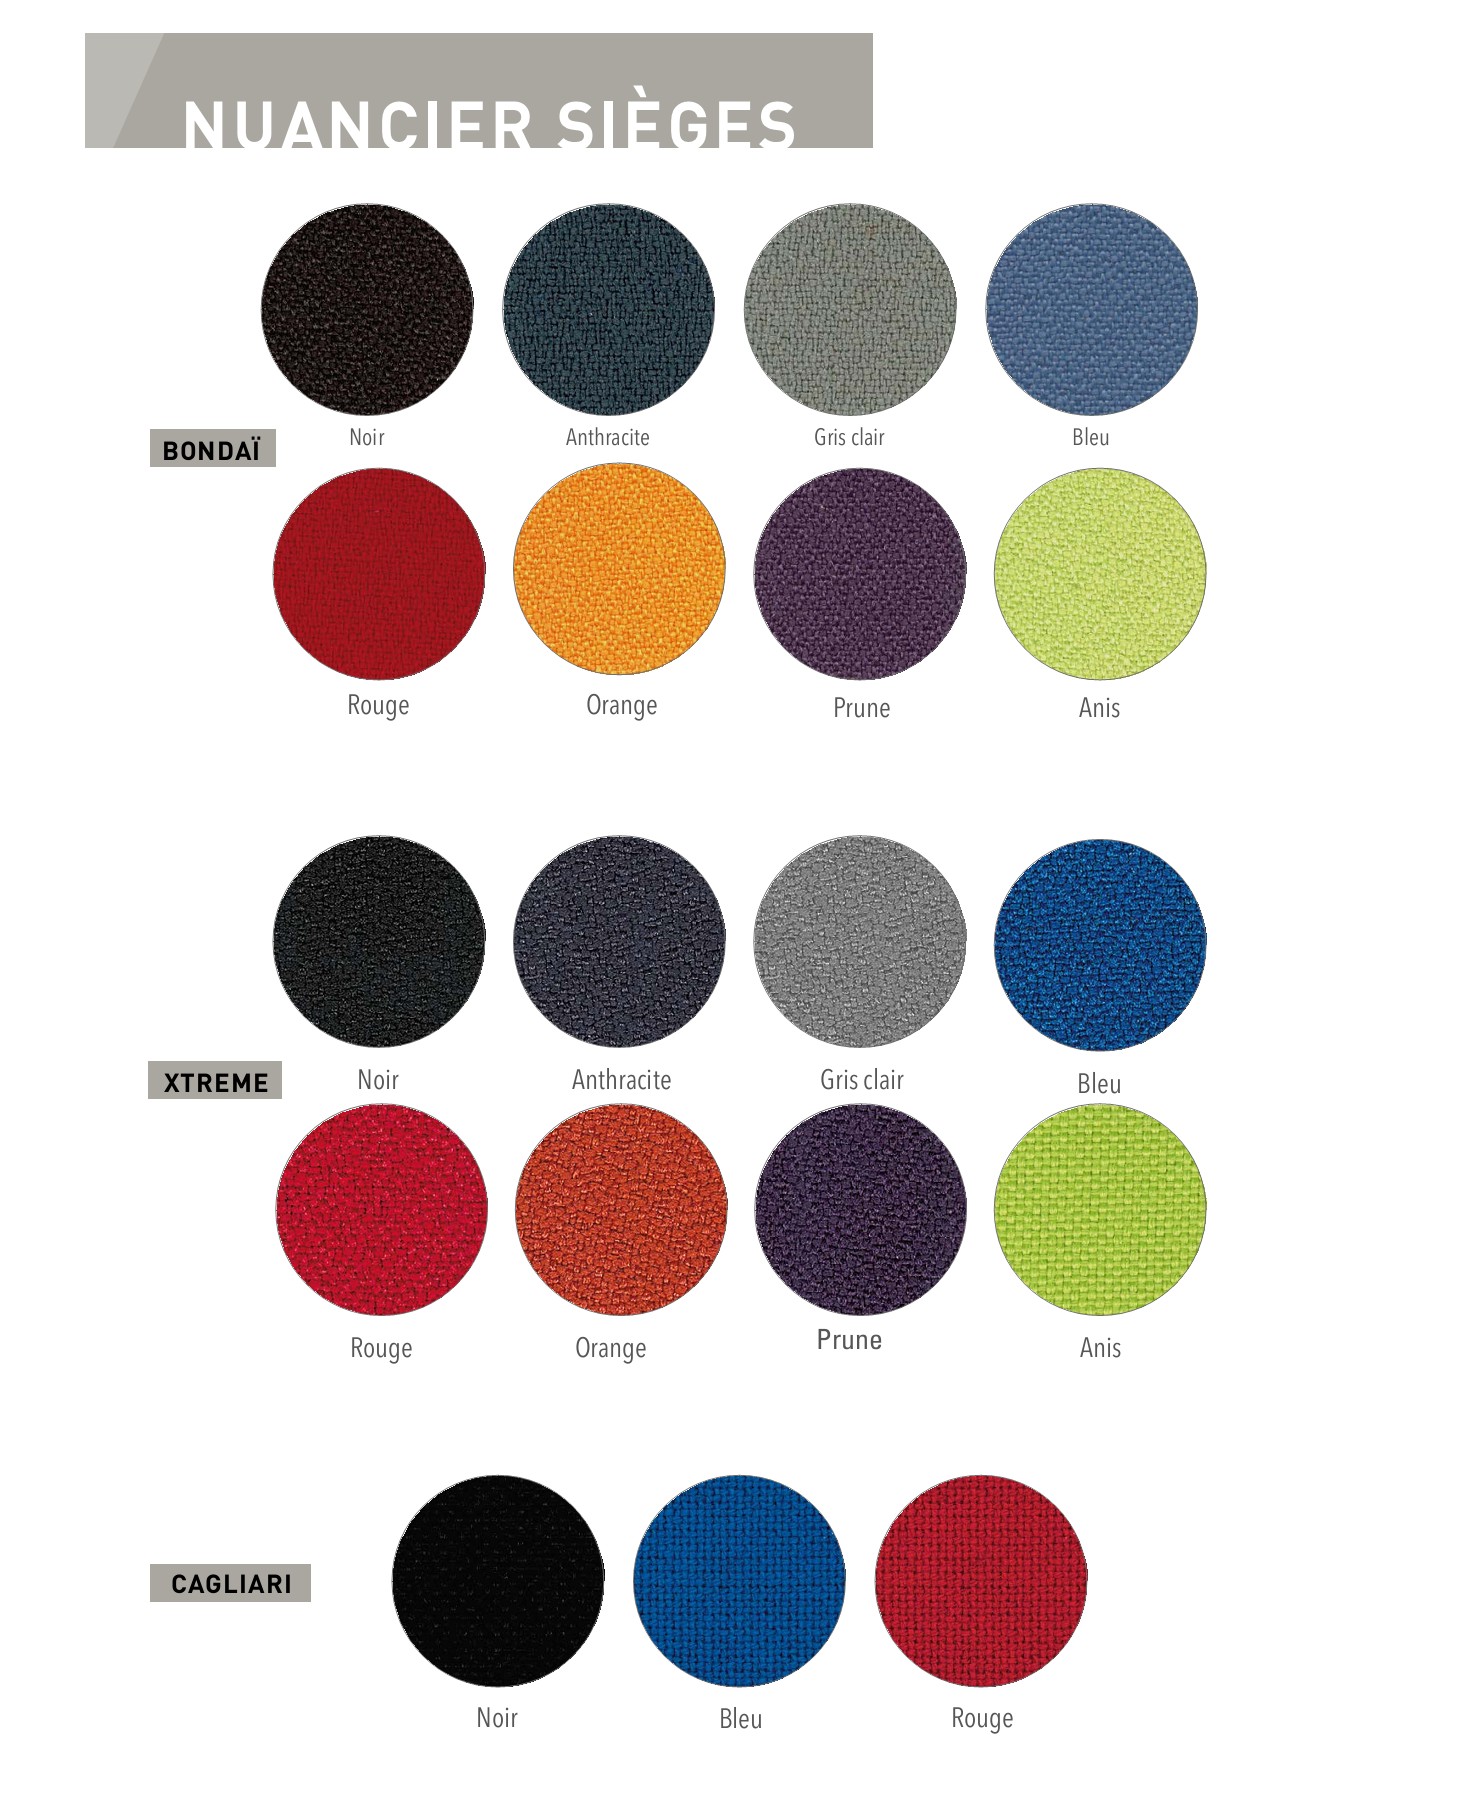 NUANCIER SIÈGES
Noir Anthracite Gris clair Bleu
BONDAÏ
Rouge Orange Prune Anis
XTREME
Noir Anthracite Gris clair Bleu
Rouge Orange Prune Anis
CAGLIARI
Noir Bleu Rouge